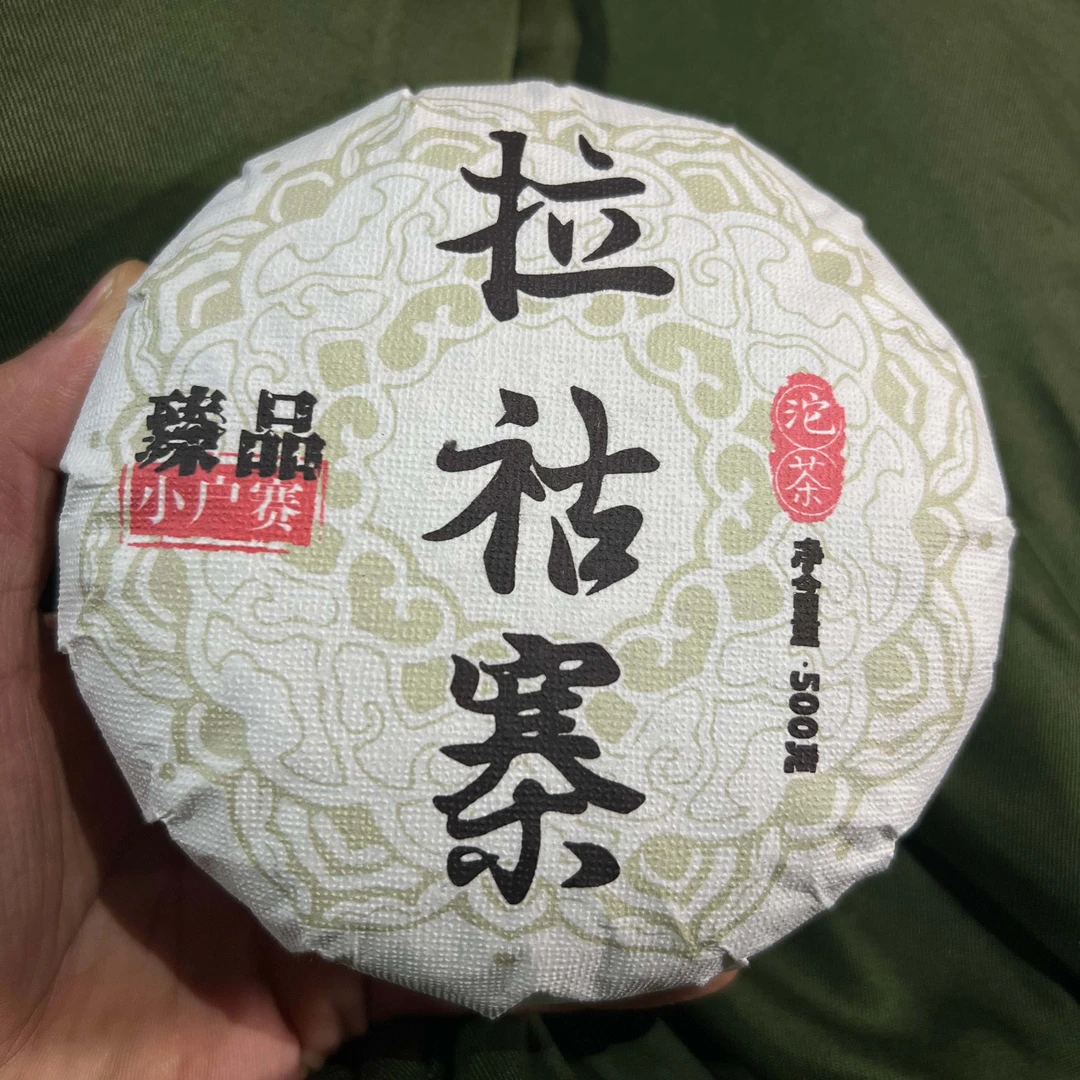 拉祜寨
臻品
小户赛
沱茶
净含量：500克